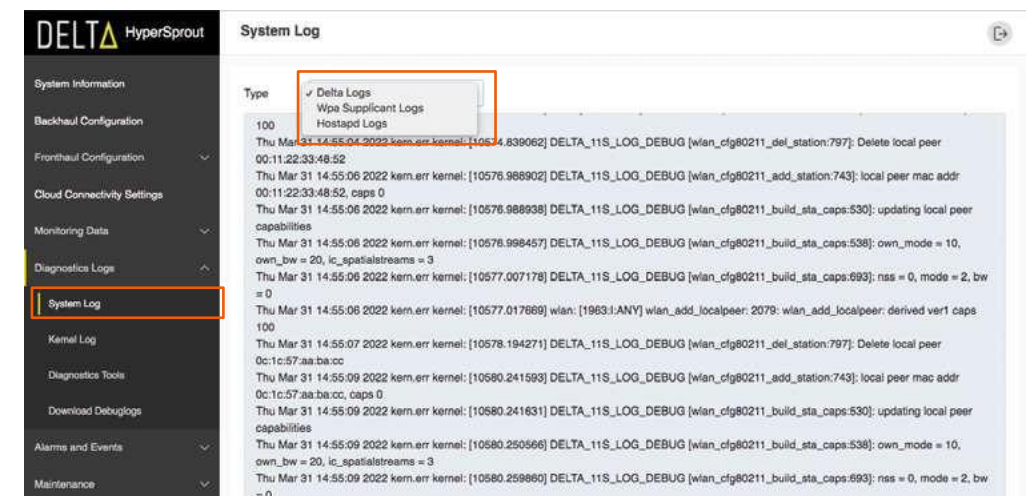 DELTA HyperSprout
System Log
System Information
Backhaul Configuration
Fronthaul Configuration
Cloud Connectivity Settings
Monitoring Data
Diagnostics Logs
System Log
Kernel Log
Diagnostics Tools
Download Debuglogs
Alarms and Events
Maintenance
Type
✓ Delta Logs
Wpa Supplicant Logs
Hostapd Logs
100
Thu Mar 31 14:55:04 2022 kern.err kernel: [10574.839062] DELTA_11S_LOG_DEBUG [wlan_cfg80211_del_station:797]: Delete local peer
00:11:22:33:48:52
Thu Mar 31 14:55:06 2022 kern.err kernel: [10576.988902] DELTA_11S_LOG_DEBUG [wlan_cfg80211_add_station:743]: local peer mac addr
00:11:22:33:48:52, caps 0
Thu Mar 31 14:55:06 2022 kern.err kernel: [10576.988938] DELTA_11S_LOG_DEBUG [wlan_cfg80211_build_sta_caps:530]: updating local peer
capabilities
Thu Mar 31 14:55:06 2022 kern.err kernel: [10576.998457] DELTA_11S_LOG_DEBUG [wlan_cfg80211_build_sta_caps:538]: own_mode = 10,
own_bw = 20, ic_spatialstreams = 3
Thu Mar 31 14:55:06 2022 kern.err kernel: [10577.007178] DELTA_11S_LOG_DEBUG [wlan_cfg80211_build_sta_caps:693]: nss = 0, mode = 2, bw
= 0
Thu Mar 31 14:55:06 2022 kern.err kernel: [10577.017669] wlan: [1963:I:ANY] wlan_add_localpeer: 2079: wlan_add_localpeer: derived ver1 caps
100
Thu Mar 31 14:55:07 2022 kern.err kernel: [10578.194271] DELTA_11S_LOG_DEBUG [wlan_cfg80211_del_station:797]: Delete local peer
0c:1c:57:aa:ba:cc
Thu Mar 31 14:55:09 2022 kern.err kernel: [10580.241593] DELTA_11S_LOG_DEBUG [wlan_cfg80211_add_station:743]: local peer mac addr
0c:1c:57:aa:ba:cc, caps 0
Thu Mar 31 14:55:09 2022 kern.err kernel: [10580.241631] DELTA_11S_LOG_DEBUG [wlan_cfg80211_build_sta_caps:530]: updating local peer
capabilities
Thu Mar 31 14:55:09 2022 kern.err kernel: [10580.250566] DELTA_11S_LOG_DEBUG [wlan_cfg80211_build_sta_caps:538]: own_mode = 10,
own_bw = 20, ic_spatialstreams = 3
Thu Mar 31 14:55:09 2022 kern.err kernel: [10580.259860] DELTA_11S_LOG_DEBUG [wlan_cfg80211_build_sta_caps:693]: nss = 0, mode = 2, bw
= 0